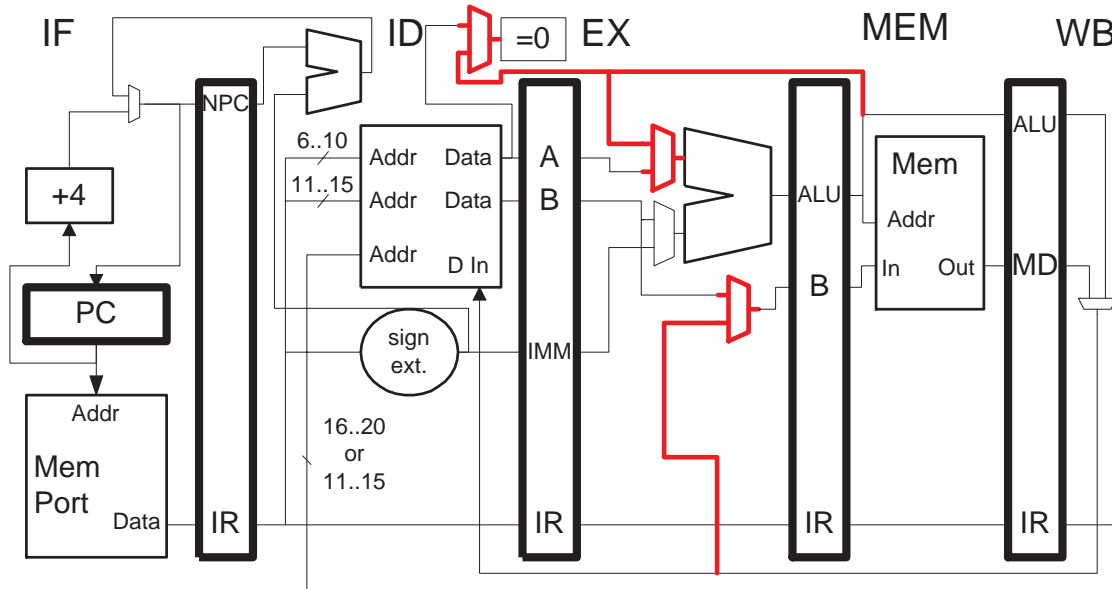 IF
ID
=0
EX
MEM
WB
NPC
+4
PC
Addr
Mem
Port
Data
IR
6..10
11..15
Addr
Data
Addr
Data
Addr
D In
sign
ext.
16..20
or
11..15
A
B
IMM
IR
ALU
B
IR
Mem
Addr
In
Out
ALU
MD
IR